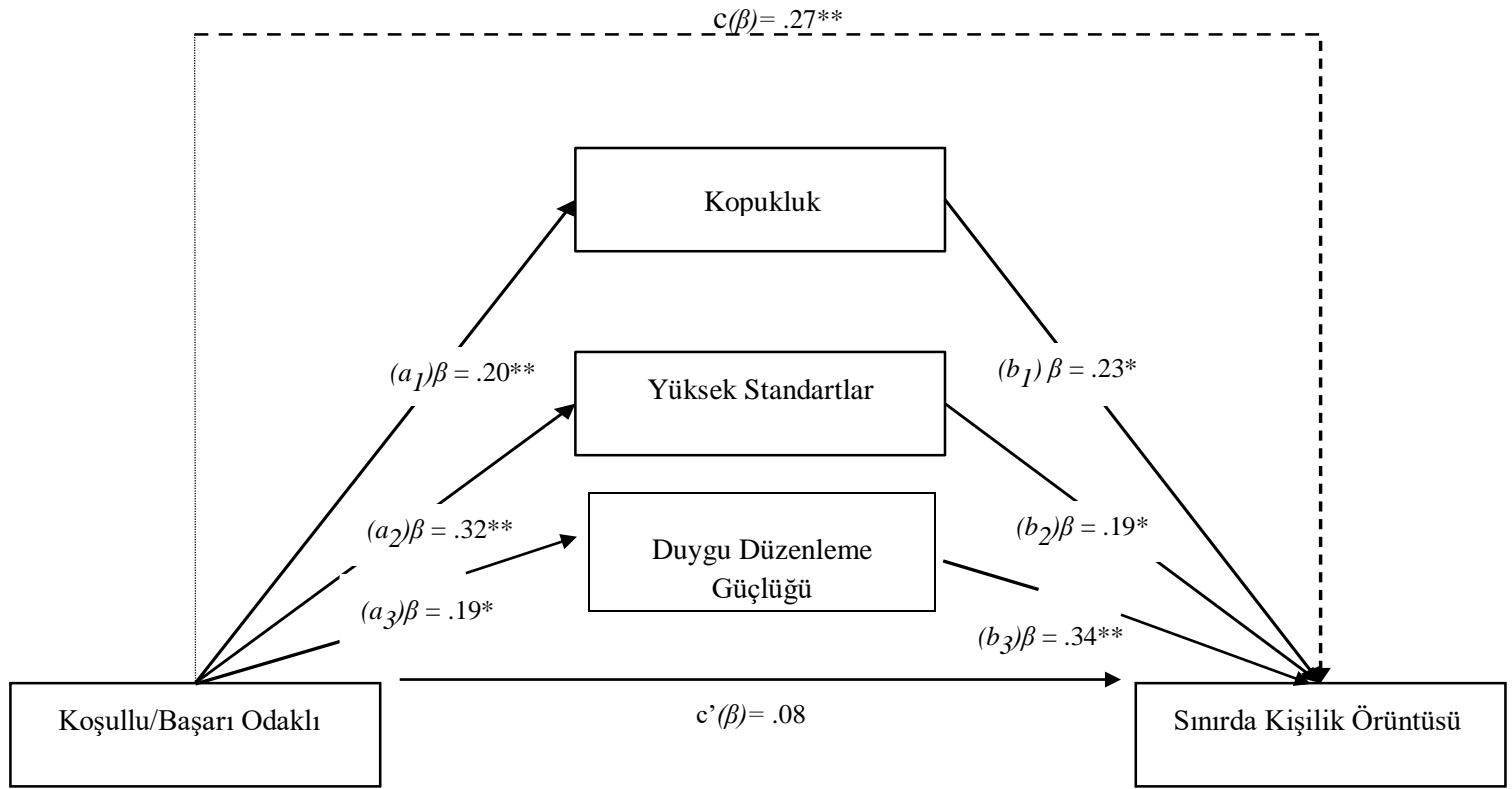 c(β)= .27**
Kopukluk
(a1)β = .20**
(b1) β = .23*
Yüksek Standartlar
(a2)β = .32**
(b2)β = .19*
Duygu Düzenleme
Güçlüğü
(a3)β = .19*
(b3)β = .34**
Koşullu/Başarı Odaklı
c’(β)= .08
Sınırda Kişilik Örüntüsü